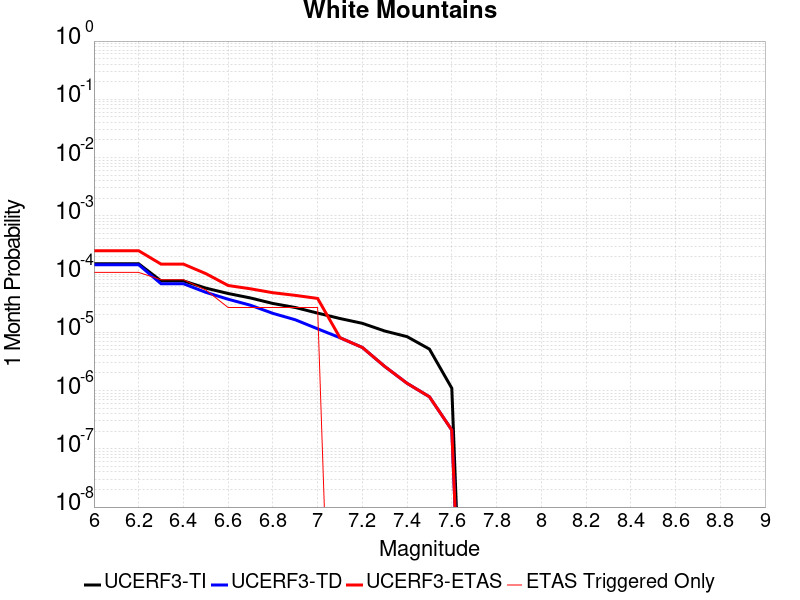 White Mountains
10^0
10^-1
10^-2
10^-3
10^-4
10^-5
10^-6
10^-7
10^-8
1 Month Probability
6 6.2 6.4 6.6 6.8 7 7.2 7.4 7.6 7.8 8 8.2 8.4 8.6 8.8 9
Magnitude
UCERF3-TI UCERF3-TD UCERF3-ETAS ETAS Triggered Only